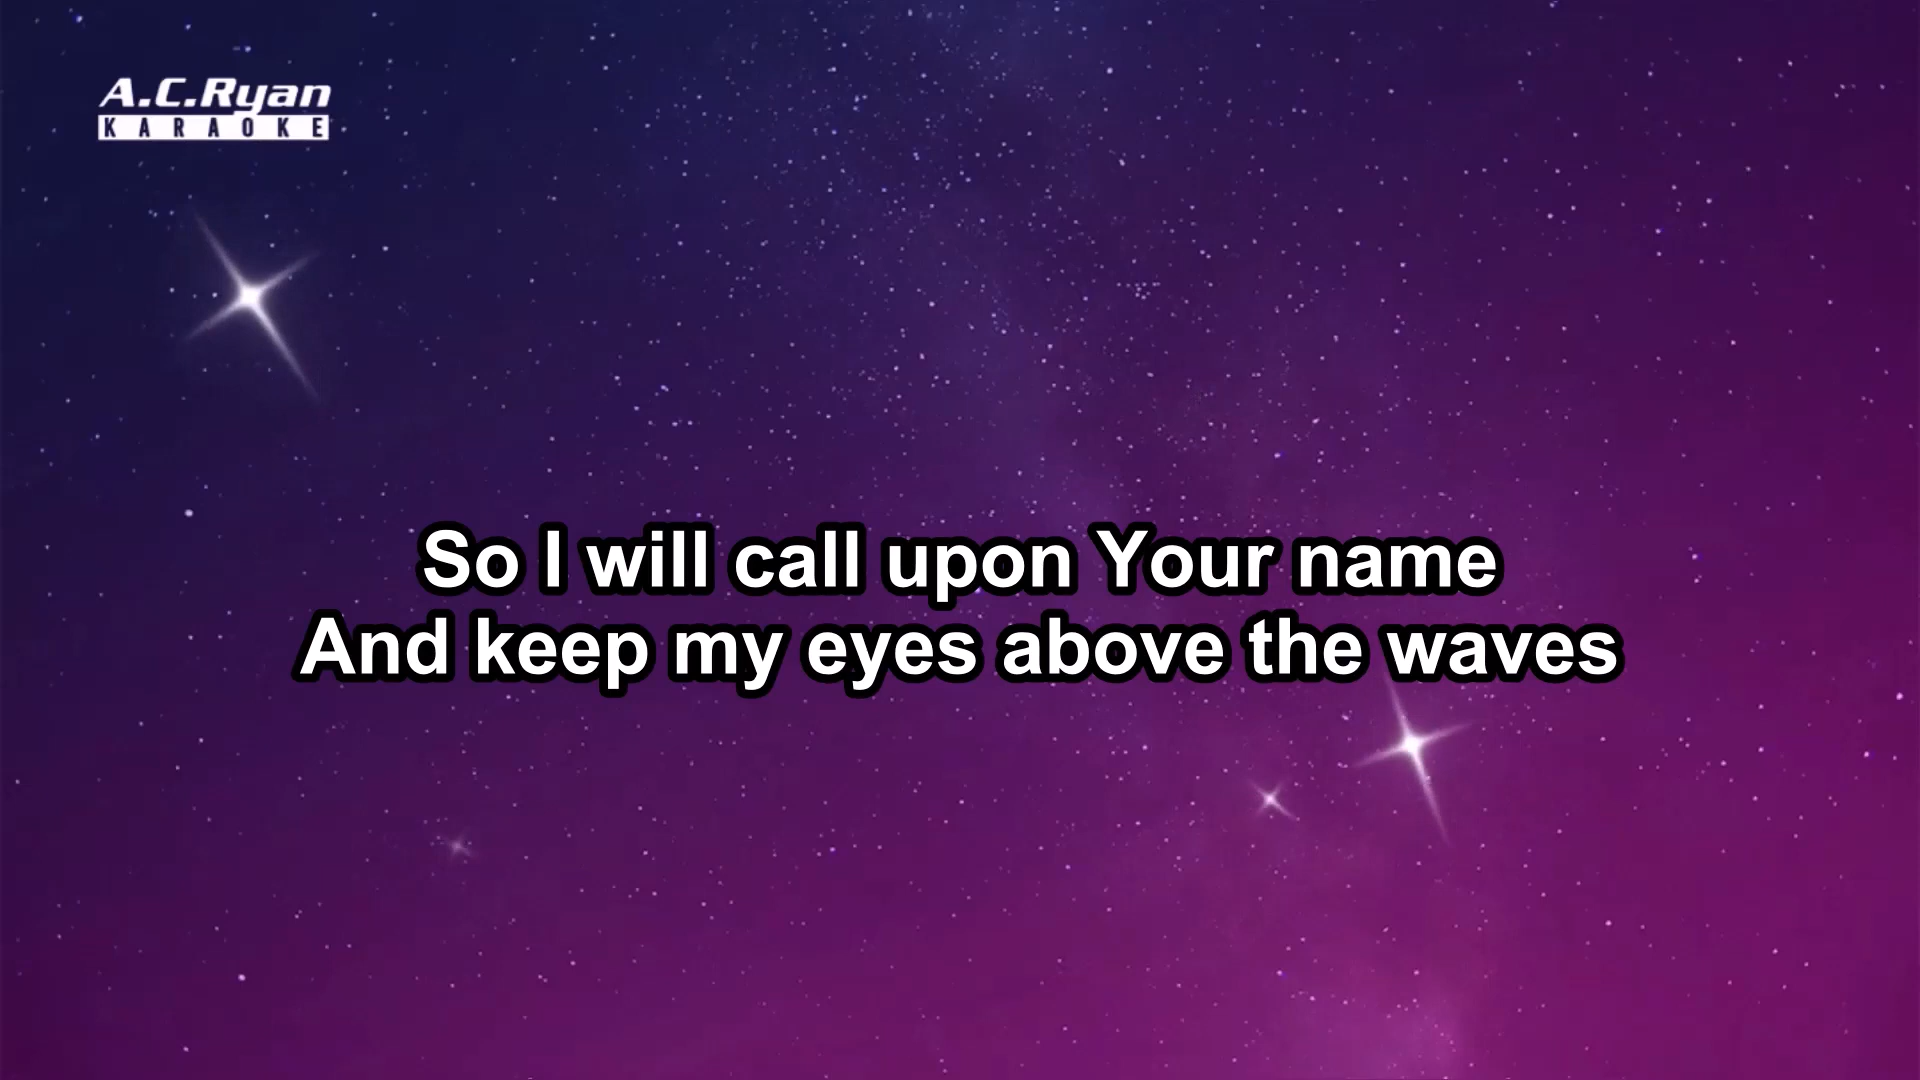 A.C.Ryan
KARAOKE
So I will call upon Your name
And keep my eyes above the waves